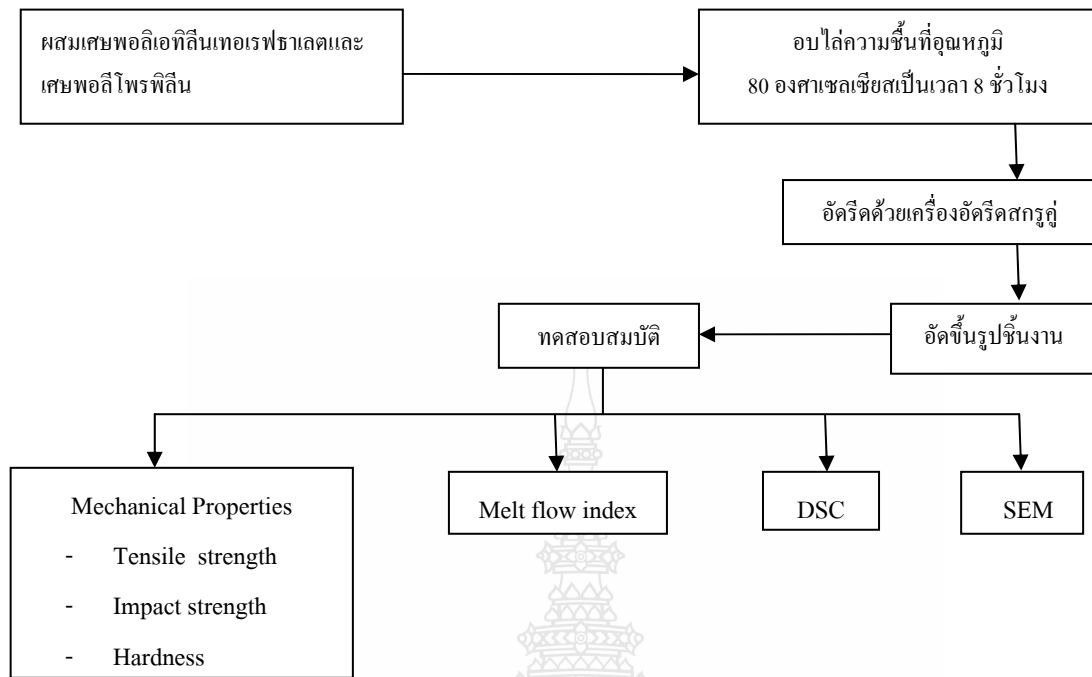 ผสมเศษพอลิเอทิลีนเทอเรฟธาเลตและ
เศษพอลีโพรพิลีน
อบไล่ความชื้นที่อุณหภูมิ
80 องศาเซลเซียสเป็นเวลา 8 ชั่วโมง
อัดรีดด้วยเครื่องอัดรีดสกรูคู่
อัดขึ้นรูปชิ้นงาน
ทดสอบสมบัติ
Mechanical Properties
- Tensile strength
- Impact strength
- Hardness
Melt flow index
DSC
SEM